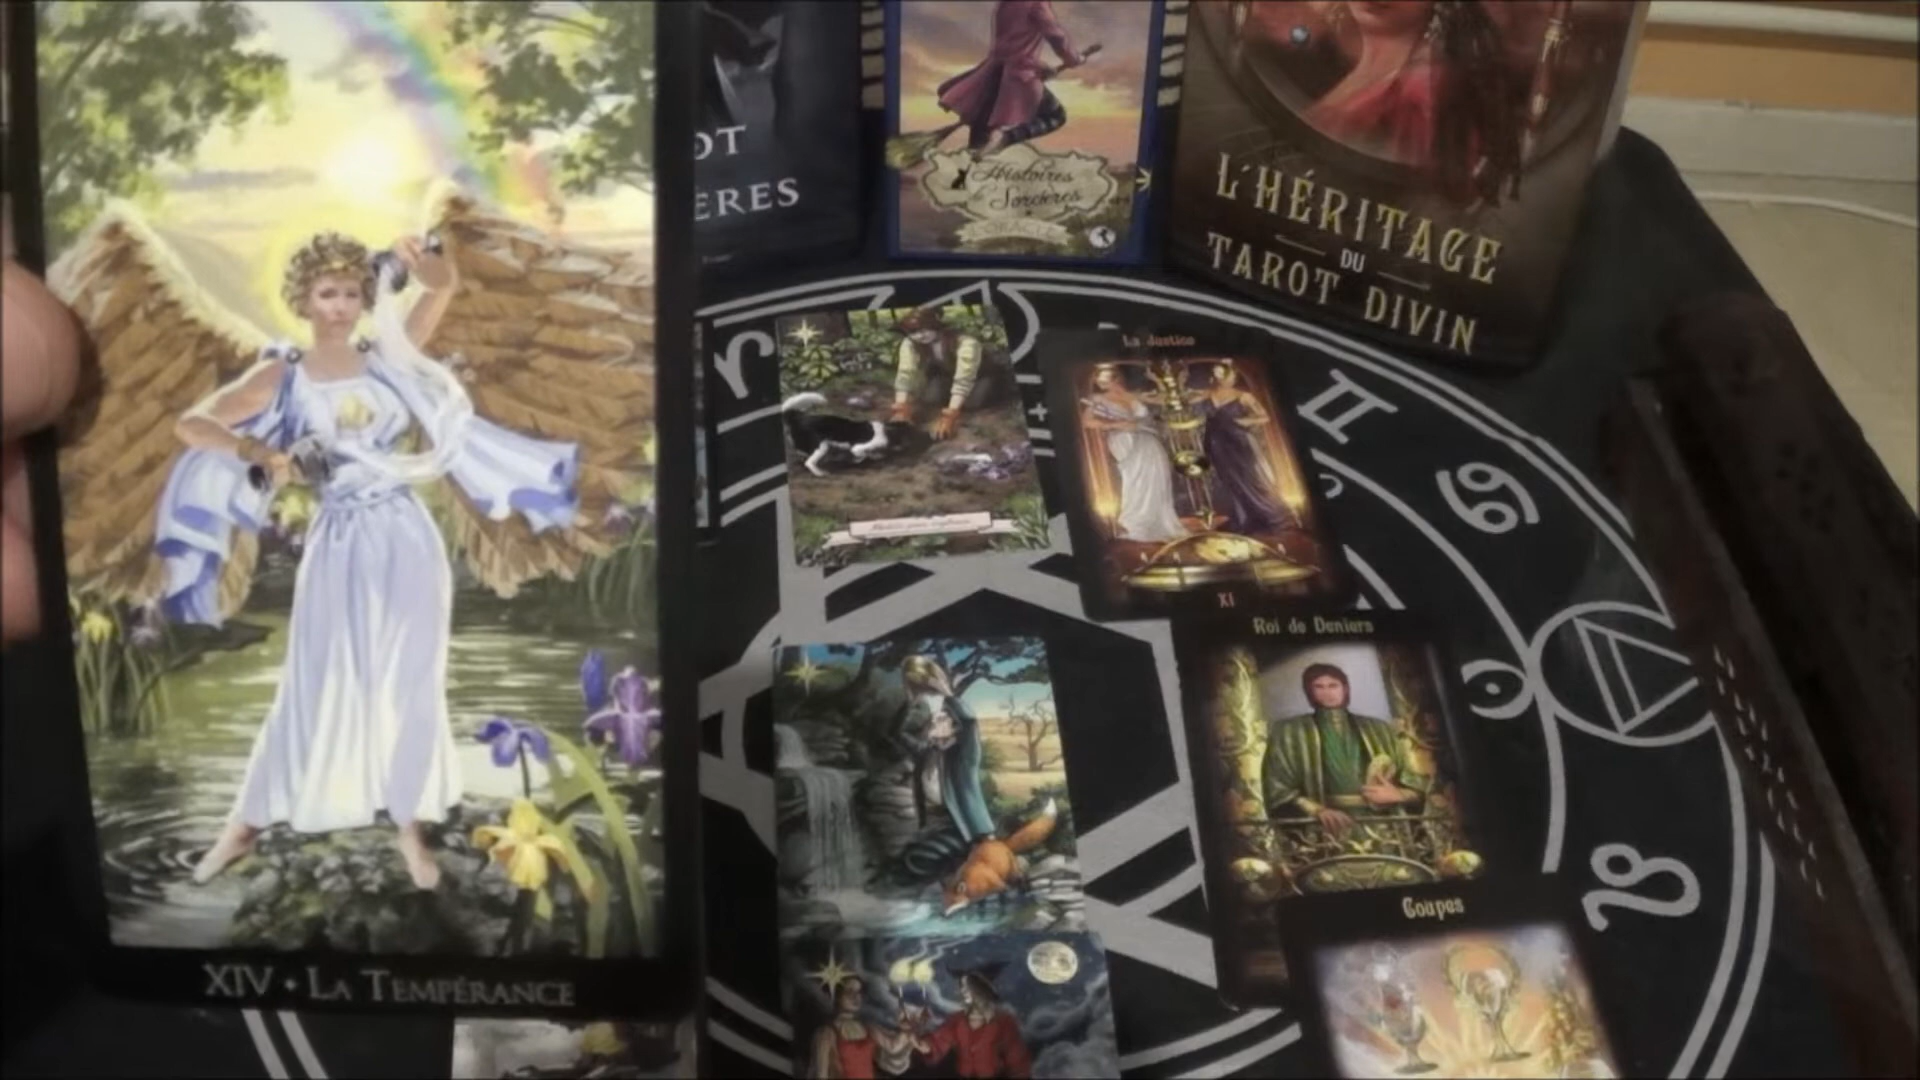 XIV • LA TEMPÉRANCE
OT
ERES
Histoires
de Sorcières
ORACLE
L'HÉRITAGE
DU
TAROT DIVIN
La Justice
XI
Roi de Deniers
Coupes